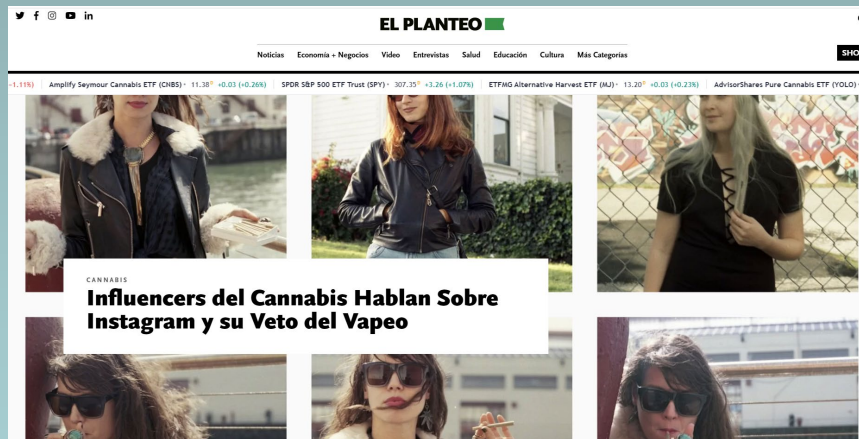 EL PLANTEO
Noticias Economía + Negocios Video Entrevistas Salud Educación Cultura Más Categorías
SHO
-1.11%) Amplify Seymour Cannabis ETF (CNBS) • 11.38 D +0.03 (+0.26%) SPDR S&P 500 ETF Trust (SPY) • 307.35 D +3.26 (+1.07%) ETFMG Alternative Harvest ETF (MJ) • 13.20 D +0.03 (+0.23%) AdvisorShares Pure Cannabis ETF (YOLO) •
CANNABIS
Influencers del Cannabis Hablan Sobre
Instagram y su Veto del Vapeo